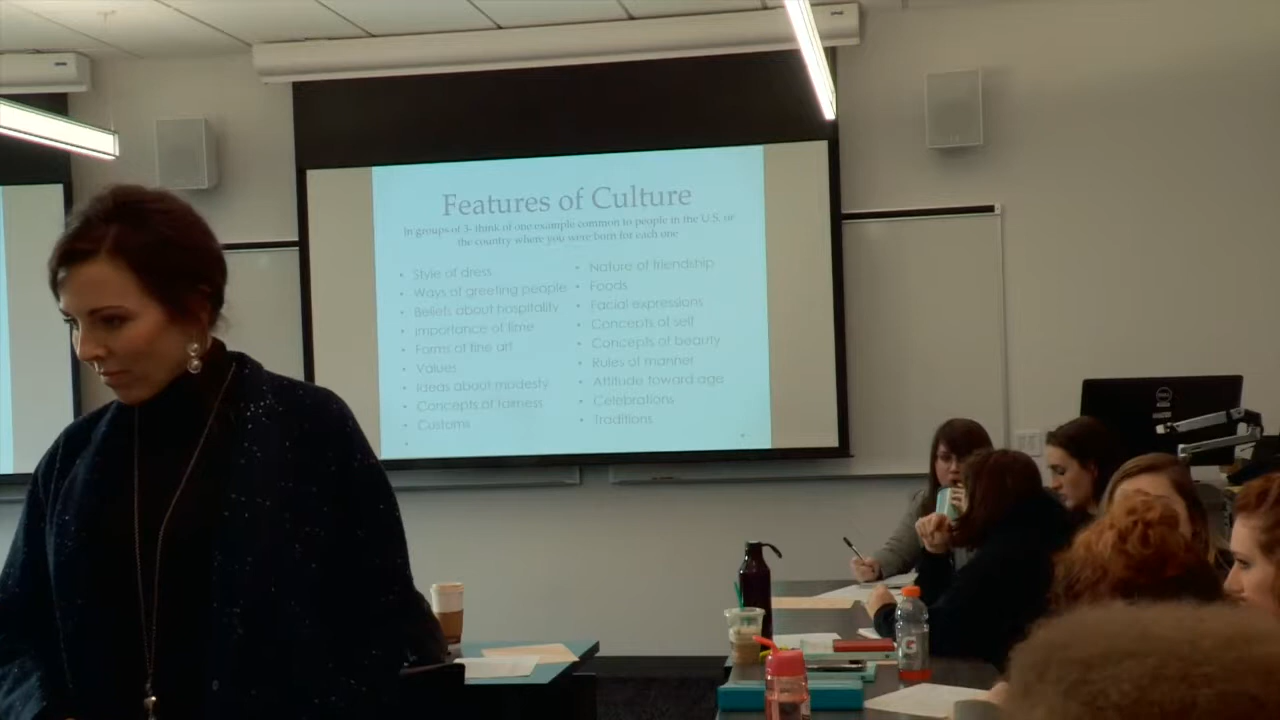 Features of Culture
In groups of 3- think of one example common to people in the U.S. or
the country where you were born for each one
• Style of dress
• Ways of greeting people
• Beliefs about hospitality
• Importance of time
• Forms of fine art
• Values
• Ideas about modesty
• Concepts of fairness
• Customs
• Nature of friendship
• Foods
• Facial expressions
• Concepts of self
• Concepts of beauty
• Rules of manner
• Attitude toward age
• Celebrations
• Traditions
DELL
G